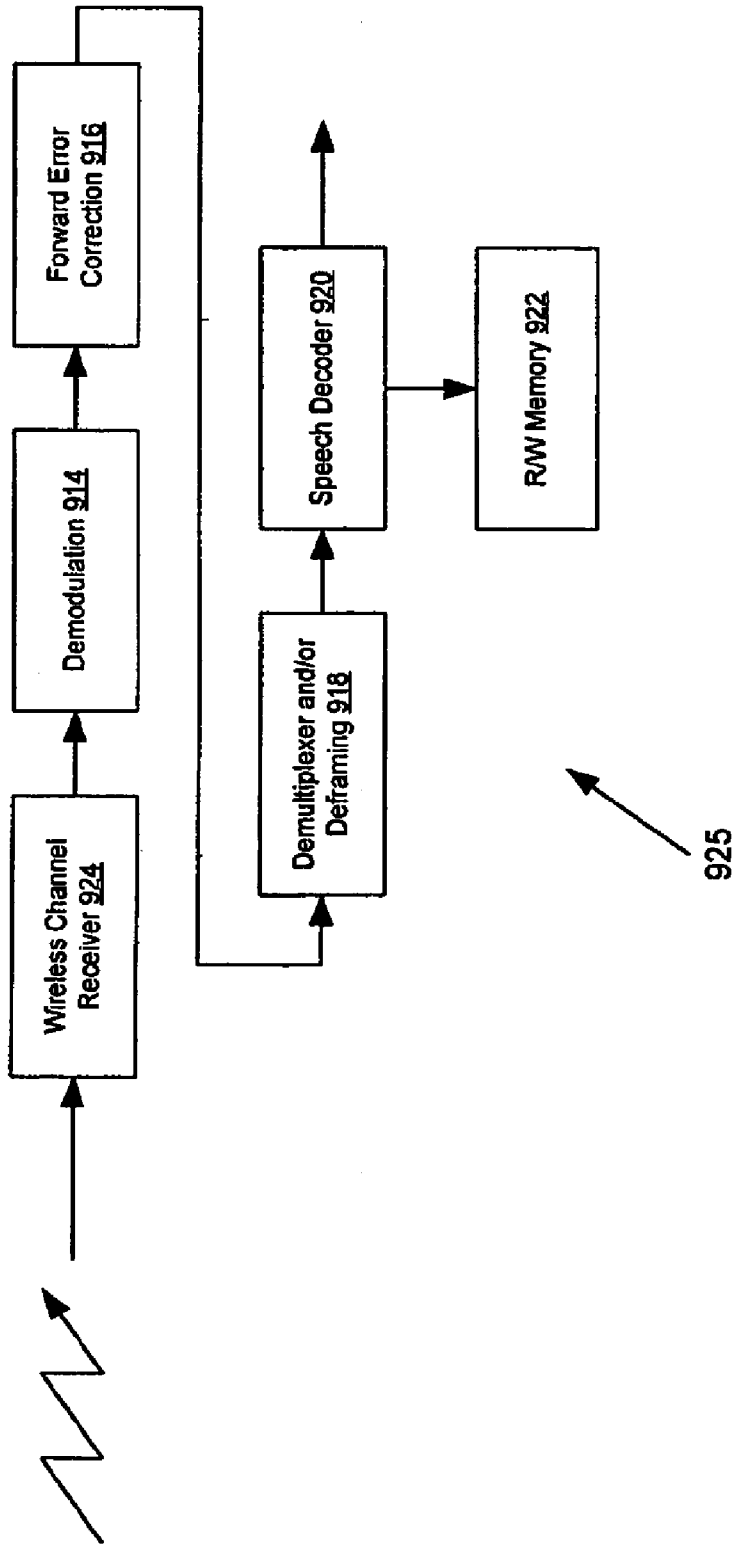 Wireless Channel
Receiver 924
Demodulation 914
Forward Error
Correction 916
Demultiplexer and/or
Deframing 918
Speech Decoder 920
R/W Memory 922
925